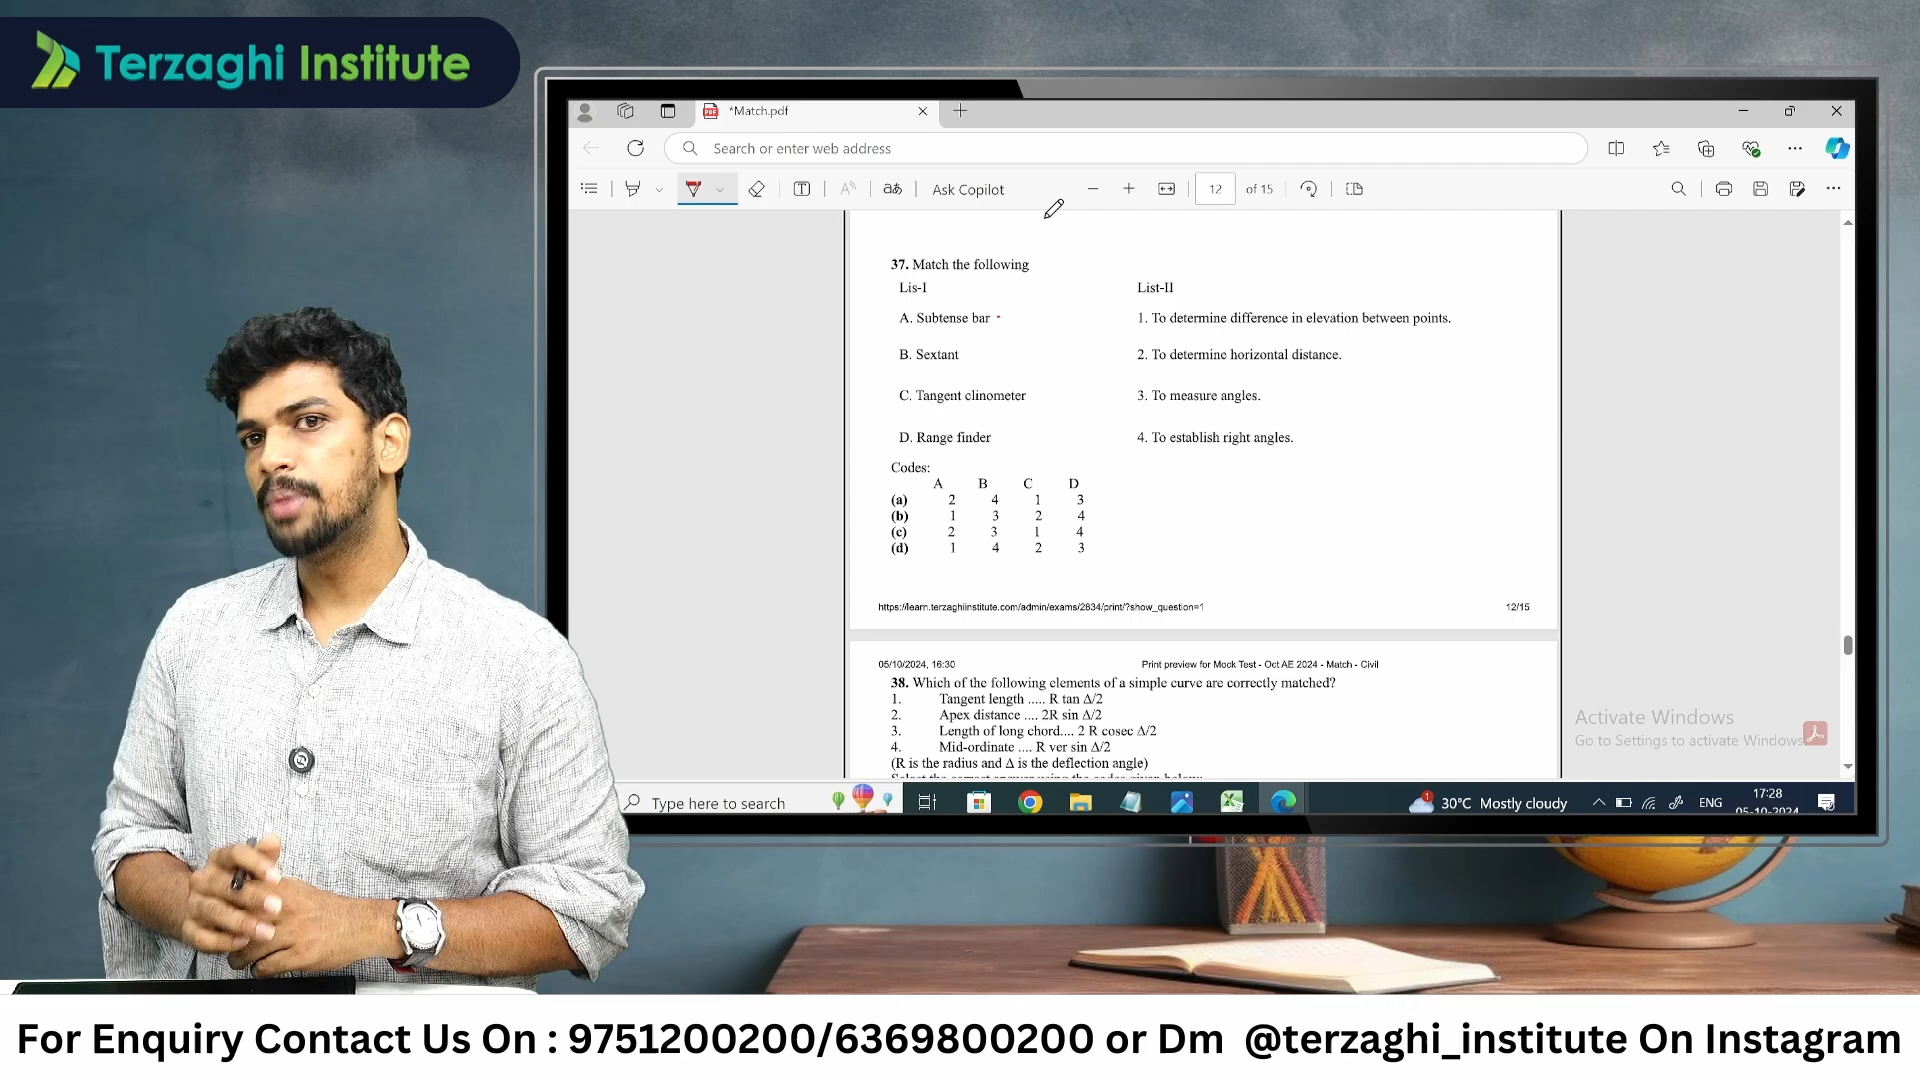 Terzaghi Institute
*Match.pdf
Search or enter web address
Ask Copilot
12 of 15
37. Match the following
Lis-I List-II
A. Subtense bar 1. To determine difference in elevation between points.
B. Sextant 2. To determine horizontal distance.
C. Tangent clinometer 3. To measure angles.
D. Range finder 4. To establish right angles.
Codes:
A B C D
(a) 2 4 1 3
(b) 1 3 2 4
(c) 2 3 1 4
(d) 1 4 2 3
https://learn.terzaghiinstitute.com/admin/exams/2834/print/?show_question=1 12/15
05/10/2024, 16:30 Print preview for Mock Test - Oct AE 2024 - Match - Civil
38. Which of the following elements of a simple curve are correctly matched?
1. Tangent length ..... R tan Δ/2
2. Apex distance .... 2R sin Δ/2
3. Length of long chord.... 2 R cosec Δ/2
4. Mid-ordinate .... R ver sin Δ/2
(R is the radius and Δ is the deflection angle)
Activate Windows
Go to Settings to activate Windows
Type here to search
30°C Mostly cloudy
ENG
17:28
05-10-2024
For Enquiry Contact Us On : 9751200200/6369800200 or Dm @terzaghi_institute On Instagram